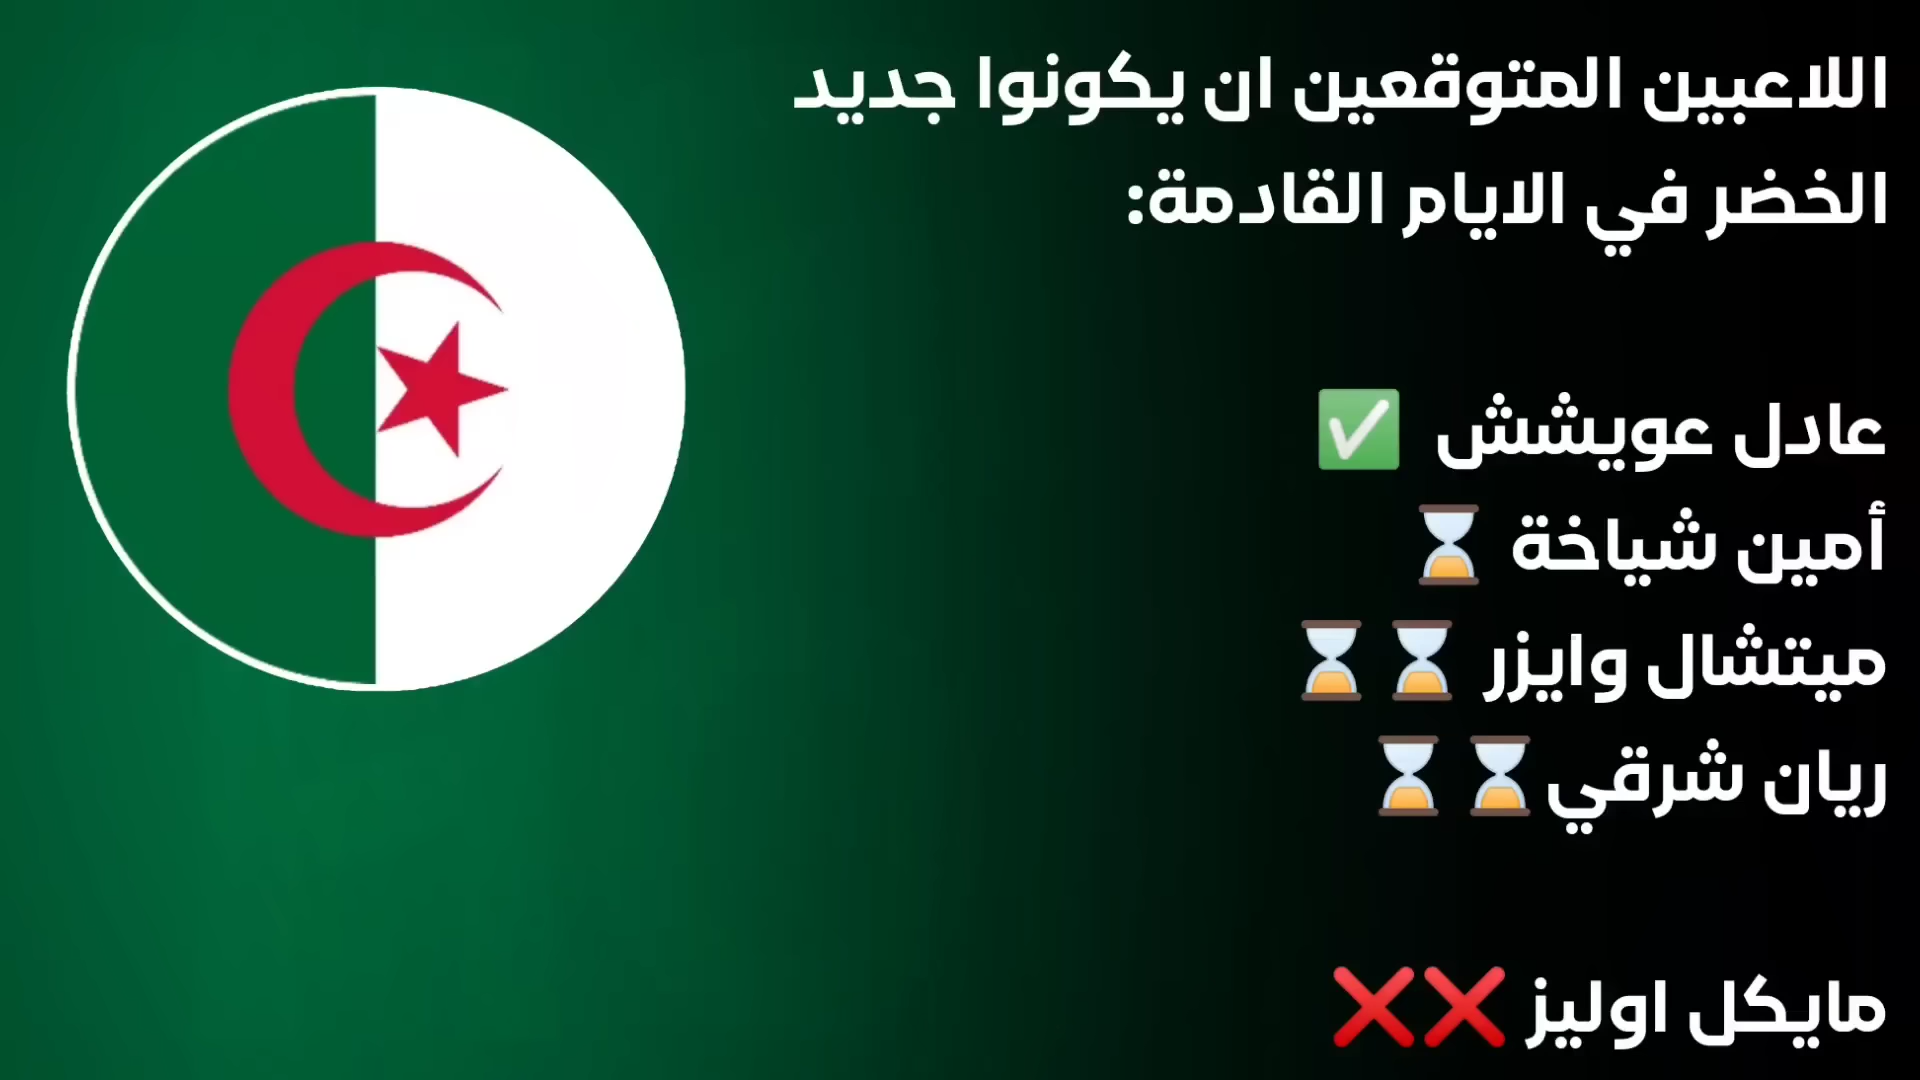 اللاعبين المتوقعين ان يكونوا جديد
الخضر في الايام القادمة:
عادل عويشش ✅
أمين شياخة ⌛
ميتشال وايزر ⌛⌛
ريان شرقي ⌛⌛
مايكل اوليز ❌❌